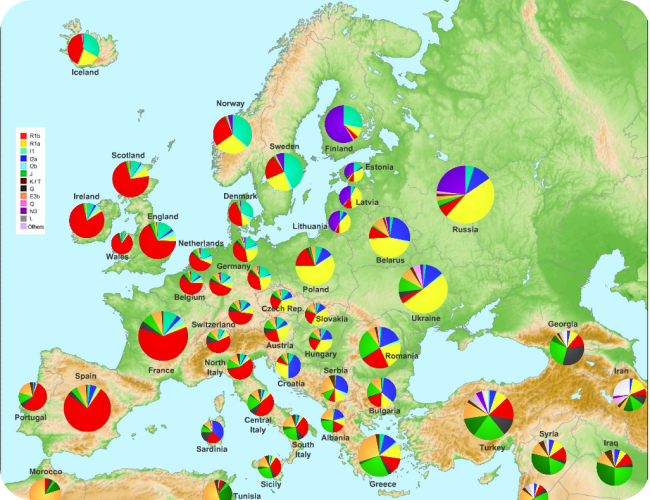 Iceland
Norway
Sweden
Finland
Estonia
Latvia
Lithuania
Russia
R1b
R1a
I1
I2a
I2b
J
K / T
G
E3b
Q
N3
L
Others
Scotland
Ireland
England
Wales
Denmark
Netherlands
Germany
Belgium
Poland
Belarus
Ukraine
Czech Rep.
Slovakia
Switzerland
Austria
Hungary
France
Romania
Georgia
Iran
Spain
Portugal
North
Italy
Croatia
Serbia
Bulgaria
Central
Italy
Sardinia
South
Italy
Albania
Turkey
Syria
Iraq
Greece
Sicily
Morocco
Tunisia